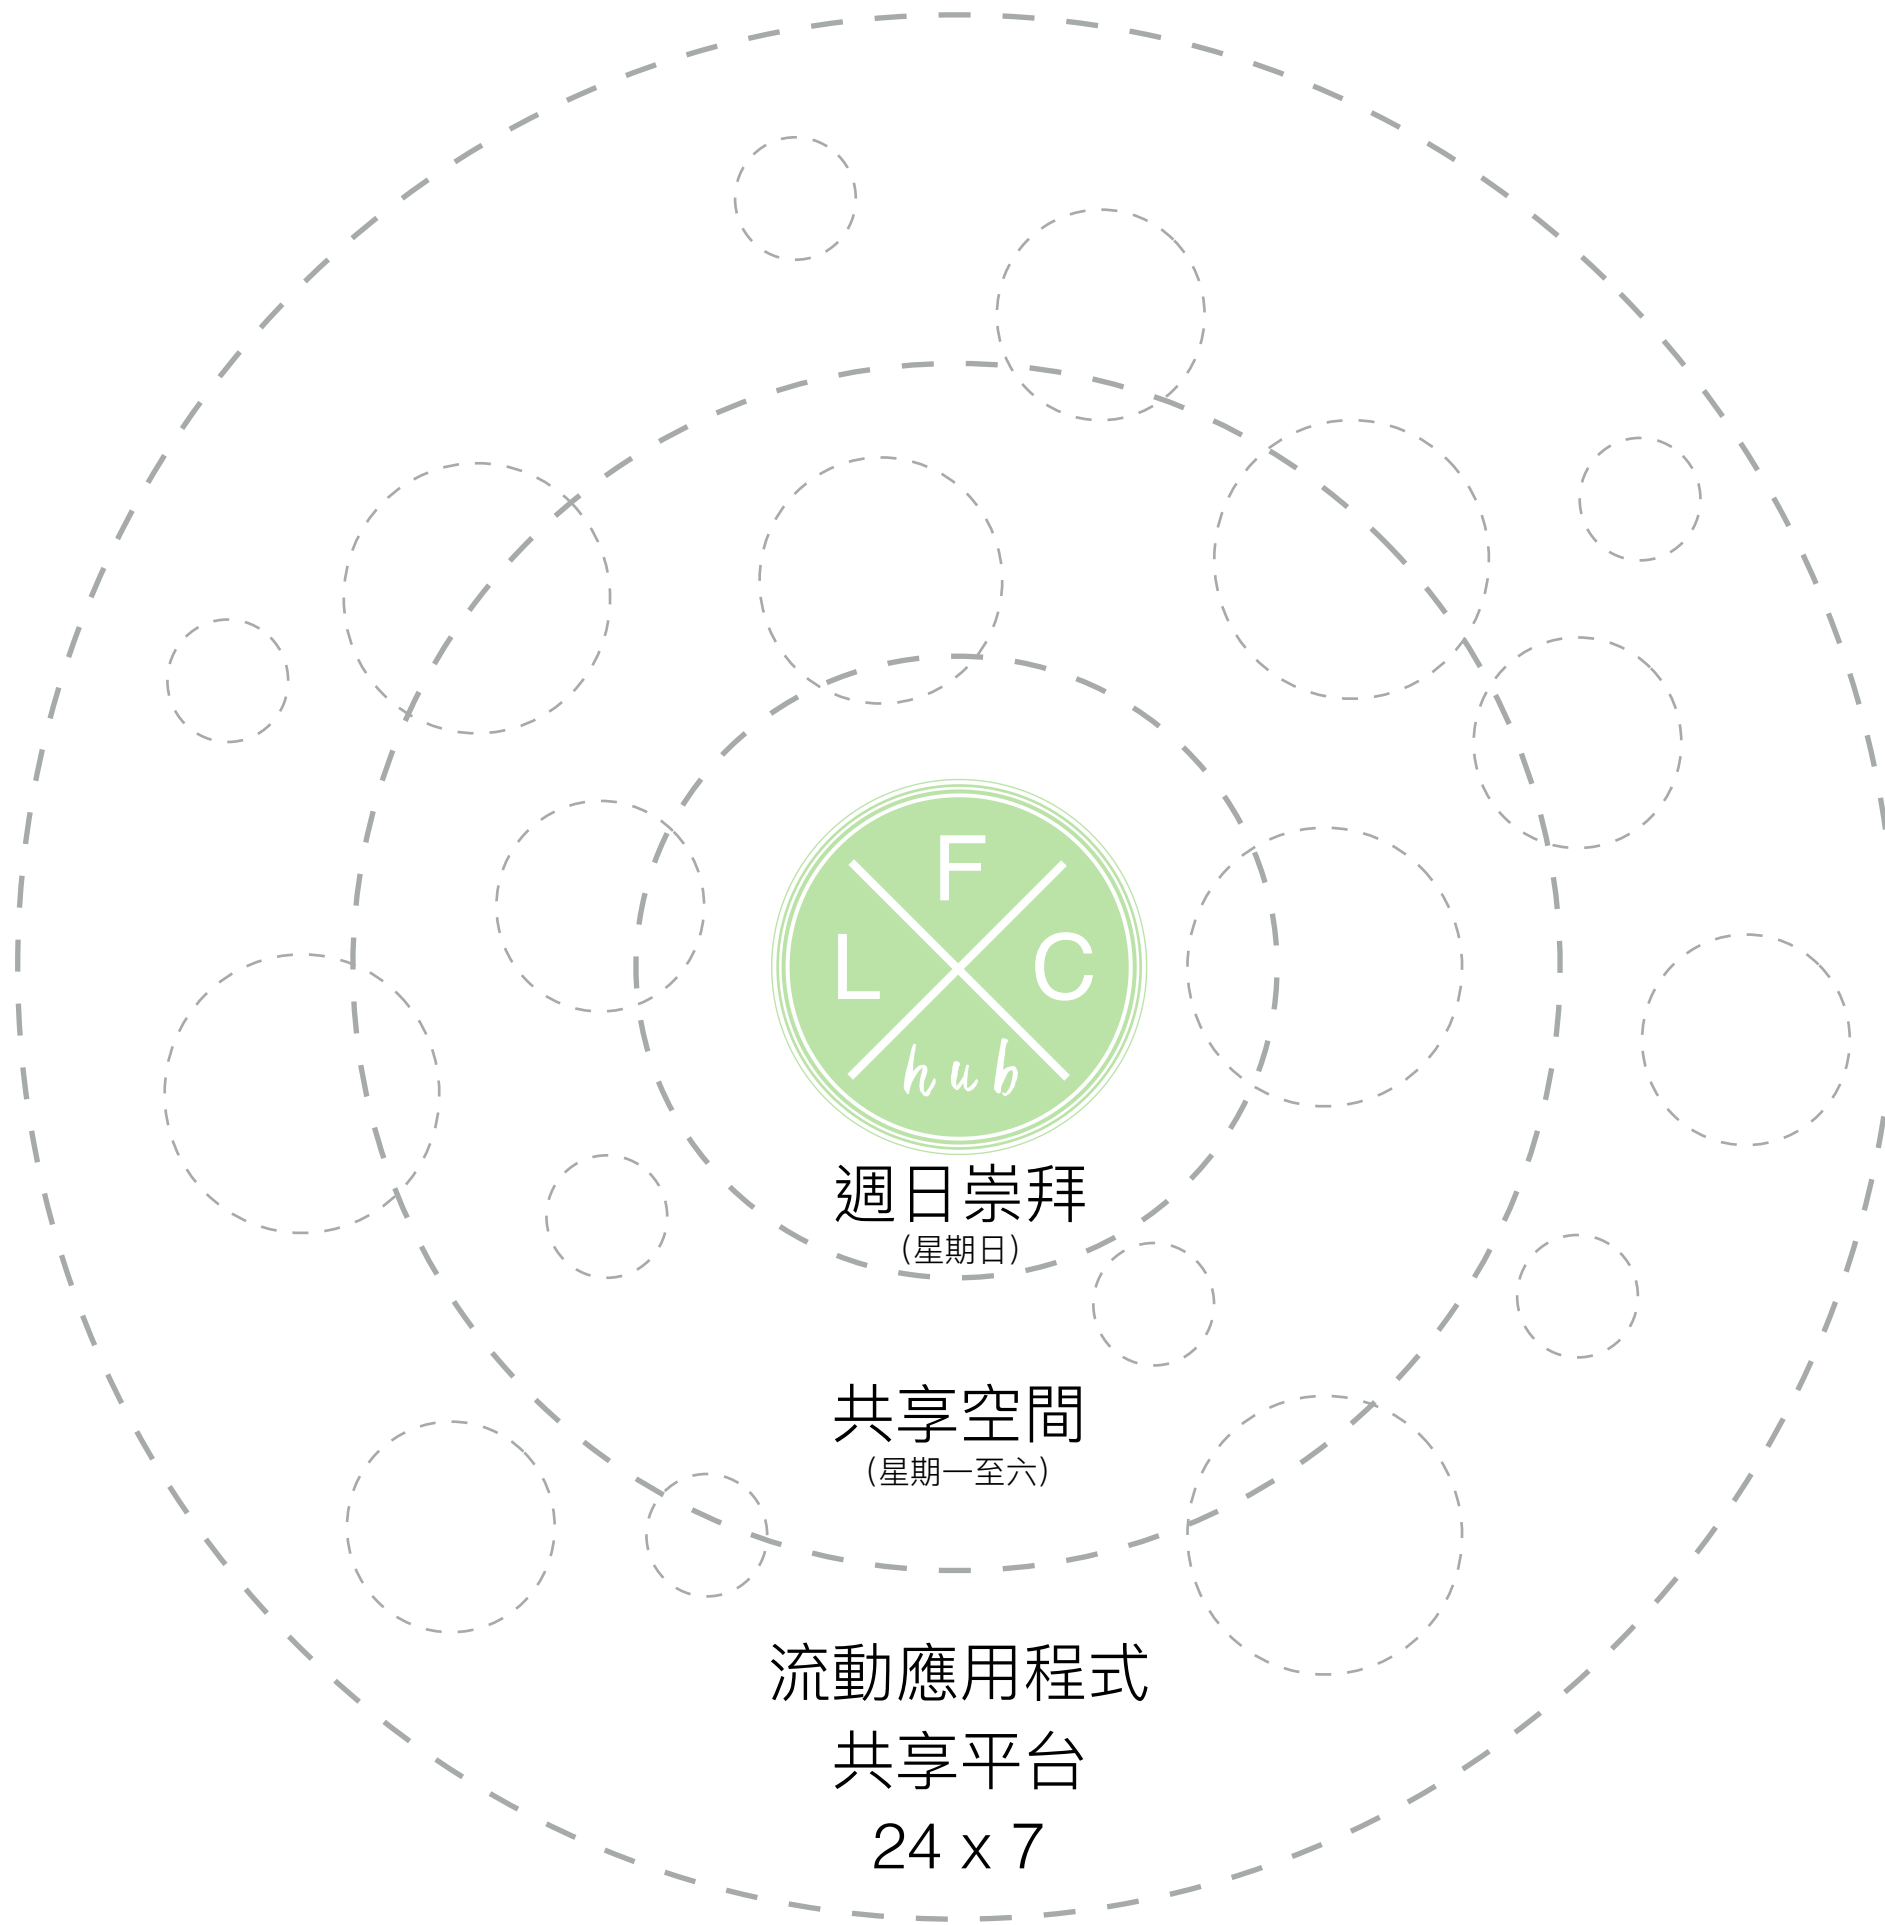 F
L C
hub
週日崇拜
（星期日）
共享空間
（星期一至六）
流動應用程式
共享平台
24 x 7